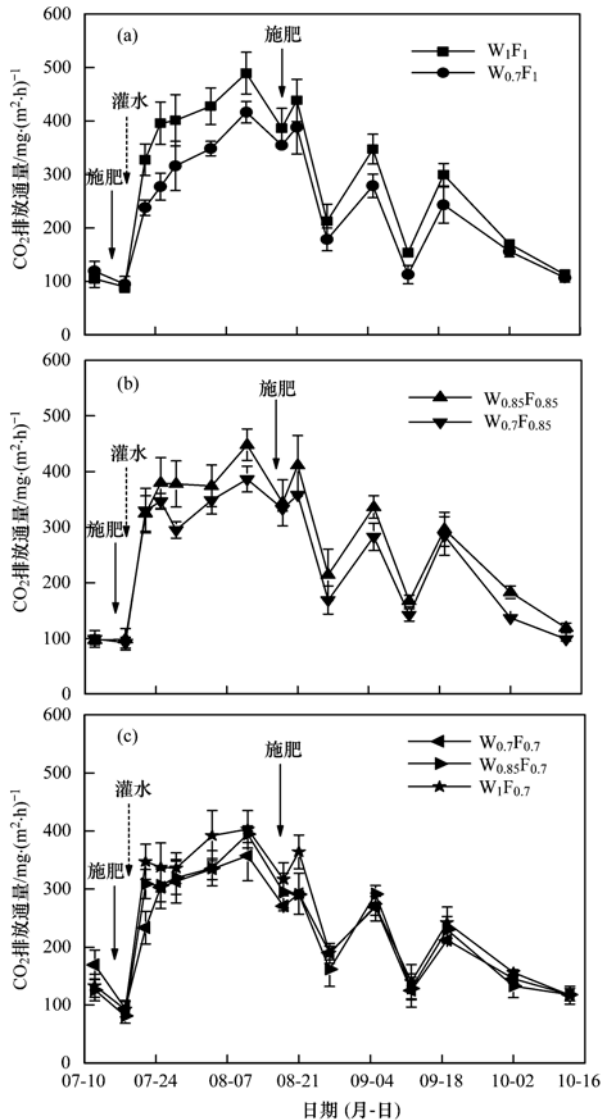 600
(a)
施肥
W₁F₁
W₀.₇F₁
500
灌水
400
300
施肥
200
100
0
CO₂排放通量/mg·(m²·h)⁻¹
600
(b)
施肥
W₀.₈₅F₀.₈₅
W₀.₇F₀.₈₅
500
灌水
400
300
施肥
200
100
0
CO₂排放通量/mg·(m²·h)⁻¹
600
(c)
施肥
W₀.₇F₀.₇
W₀.₈₅F₀.₇
W₁F₀.₇
500
灌水
400
300
施肥
200
100
0
CO₂排放通量/mg·(m²·h)⁻¹
07-10 07-24 08-07 08-21 09-04 09-18 10-02 10-16
日期 (月-日)